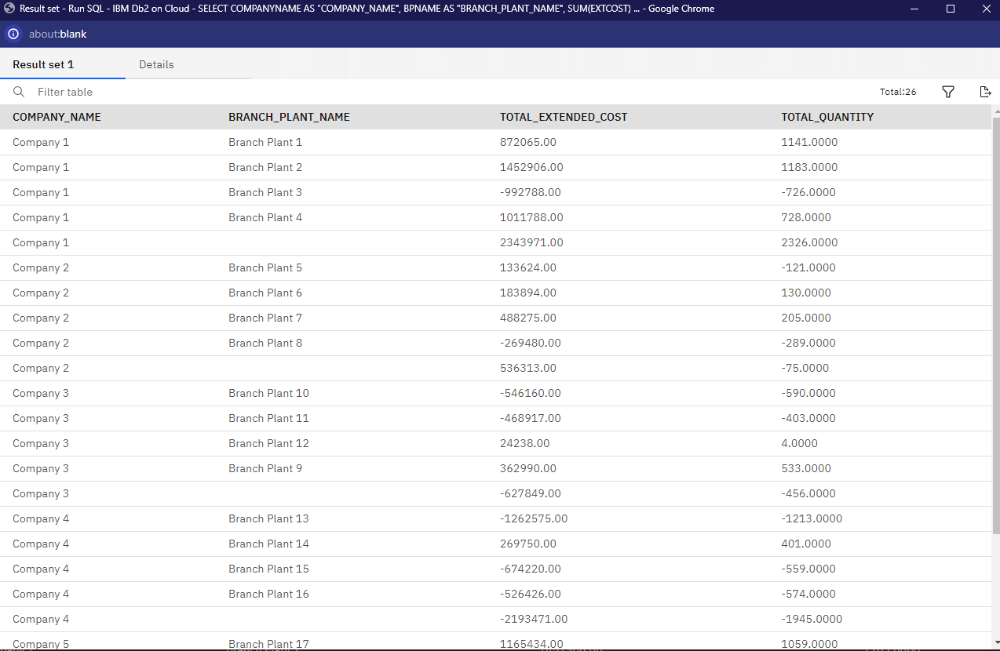 Result set - Run SQL - IBM Db2 on Cloud - SELECT COMPANYNAME AS "COMPANY_NAME", BPNAME AS "BRANCH_PLANT_NAME", SUM(EXTCOST) ... - Google Chrome
about:blank
Result set 1 Details
Filter table Total:26
COMPANY_NAME BRANCH_PLANT_NAME TOTAL_EXTENDED_COST TOTAL_QUANTITY
Company 1 Branch Plant 1 872065.00 1141.0000
Company 1 Branch Plant 2 1452906.00 1183.0000
Company 1 Branch Plant 3 -992788.00 -726.0000
Company 1 Branch Plant 4 1011788.00 728.0000
Company 1 2343971.00 2326.0000
Company 2 Branch Plant 5 133624.00 -121.0000
Company 2 Branch Plant 6 183894.00 130.0000
Company 2 Branch Plant 7 488275.00 205.0000
Company 2 Branch Plant 8 -269480.00 -289.0000
Company 2 536313.00 -75.0000
Company 3 Branch Plant 10 -546160.00 -590.0000
Company 3 Branch Plant 11 -468917.00 -403.0000
Company 3 Branch Plant 12 24238.00 4.0000
Company 3 Branch Plant 9 362990.00 533.0000
Company 3 -627849.00 -456.0000
Company 4 Branch Plant 13 -1262575.00 -1213.0000
Company 4 Branch Plant 14 269750.00 401.0000
Company 4 Branch Plant 15 -674220.00 -559.0000
Company 4 Branch Plant 16 -526426.00 -574.0000
Company 4 -2193471.00 -1945.0000
Company 5 Branch Plant 17 1165434.00 1059.0000